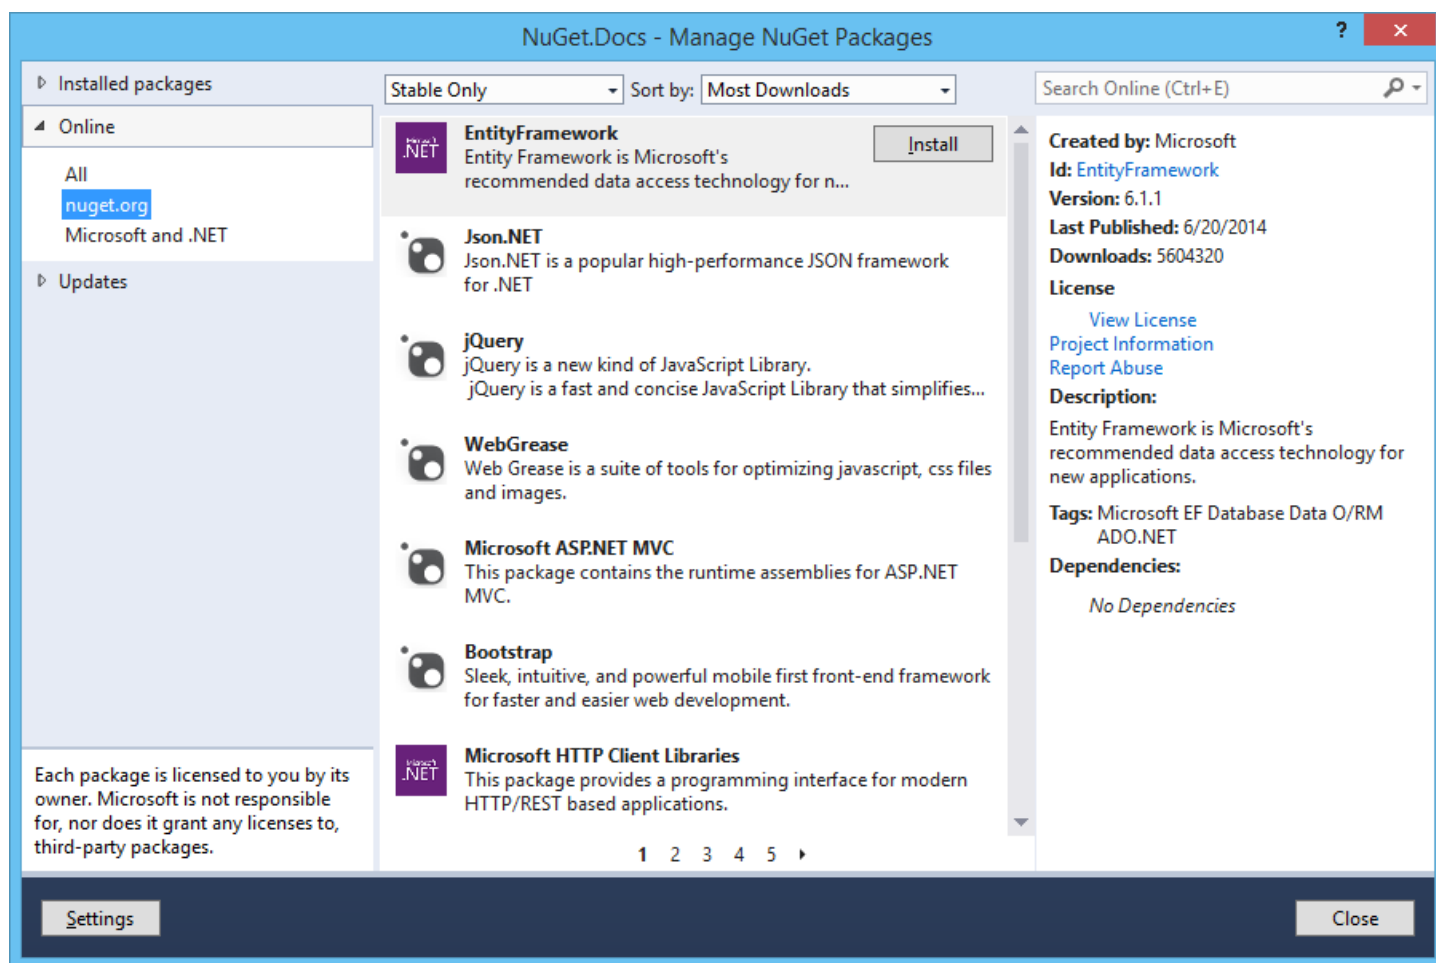 NuGet.Docs - Manage NuGet Packages
?
Installed packages
Online
All
nuget.org
Microsoft and .NET
Updates
Each package is licensed to you by its
owner. Microsoft is not responsible
for, nor does it grant any licenses to,
third-party packages.
Stable Only
Sort by:
Most Downloads
Microsoft
.NET
EntityFramework
Entity Framework is Microsoft's
recommended data access technology for n...
Install
Json.NET
Json.NET is a popular high-performance JSON framework
for .NET
jQuery
jQuery is a new kind of JavaScript Library.
jQuery is a fast and concise JavaScript Library that simplifies...
WebGrease
Web Grease is a suite of tools for optimizing javascript, css files
and images.
Microsoft ASP.NET MVC
This package contains the runtime assemblies for ASP.NET
MVC.
Bootstrap
Sleek, intuitive, and powerful mobile first front-end framework
for faster and easier web development.
Microsoft
.NET
Microsoft HTTP Client Libraries
This package provides a programming interface for modern
HTTP/REST based applications.
1 2 3 4 5
Search Online (Ctrl+E)
Created by: Microsoft
Id: EntityFramework
Version: 6.1.1
Last Published: 6/20/2014
Downloads: 5604320
License
View License
Project Information
Report Abuse
Description:
Entity Framework is Microsoft's
recommended data access technology for
new applications.
Tags: Microsoft EF Database Data O/RM
ADO.NET
Dependencies:
No Dependencies
Settings
Close